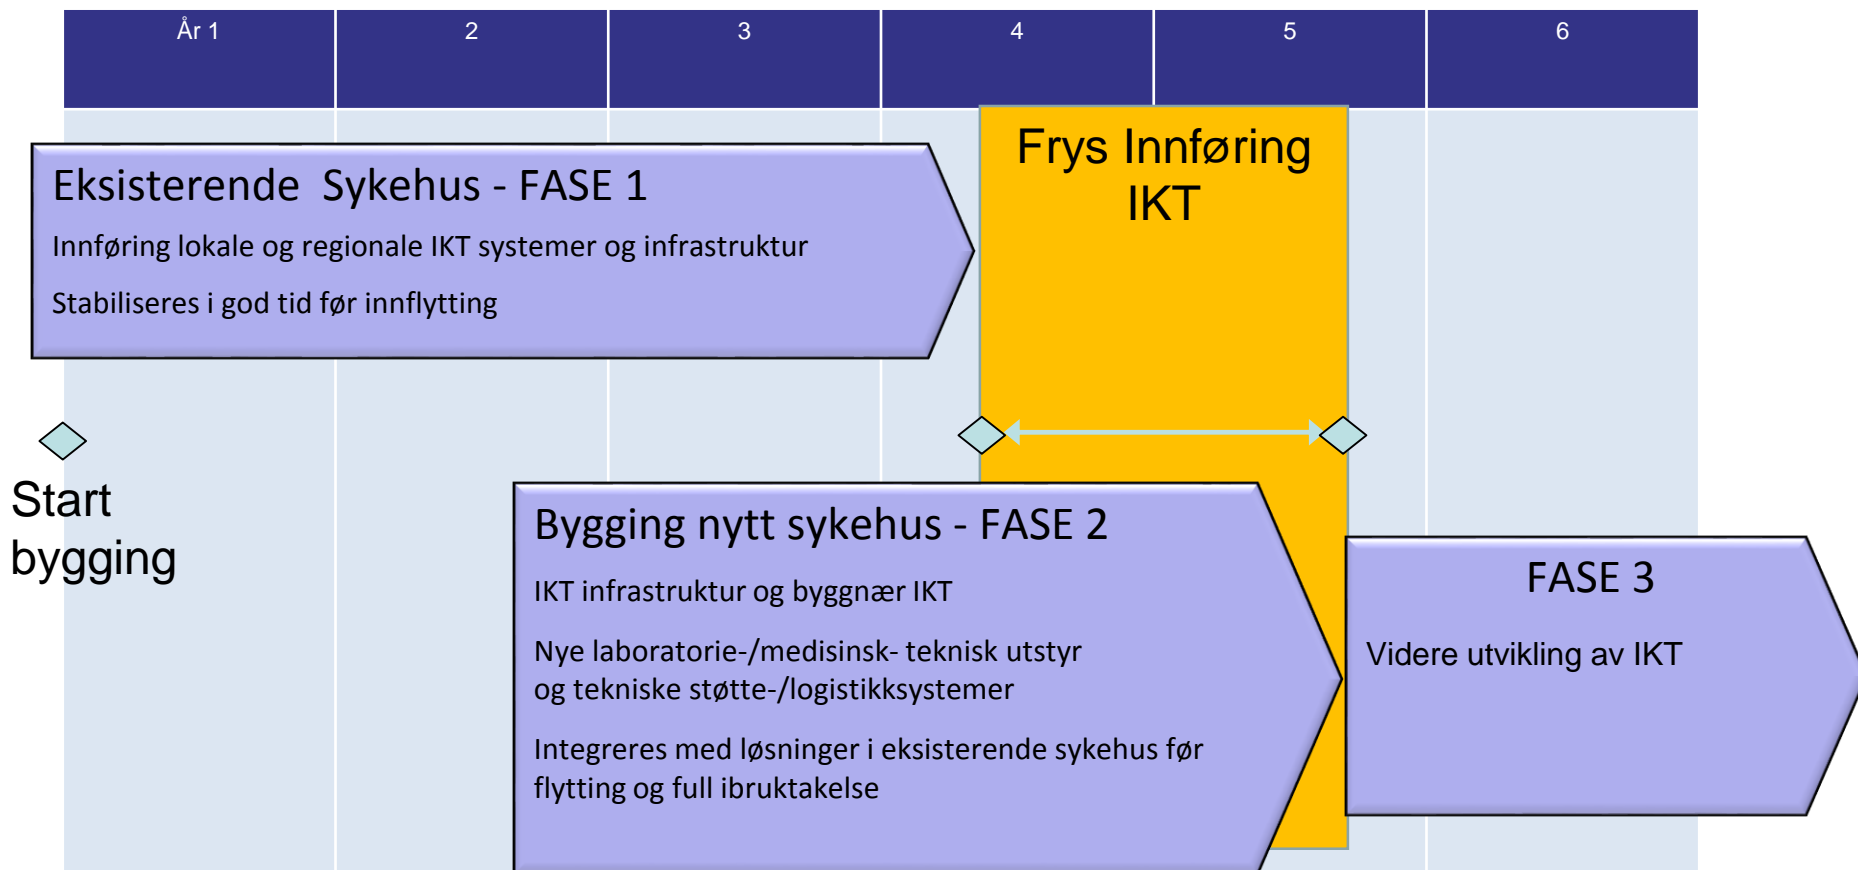 År 1 2 3 4 5 6
Frys Innføring
IKT
Eksisterende Sykehus - FASE 1
Innføring lokale og regionale IKT systemer og infrastruktur
Stabiliseres i god tid før innflytting
Start
bygging
Bygging nytt sykehus - FASE 2
IKT infrastruktur og byggnær IKT
Nye laboratorie-/medisinsk- teknisk utstyr
og tekniske støtte-/logistikksystemer
Integreres med løsninger i eksisterende sykehus før
flytting og full ibruktakelse
FASE 3
Videre utvikling av IKT